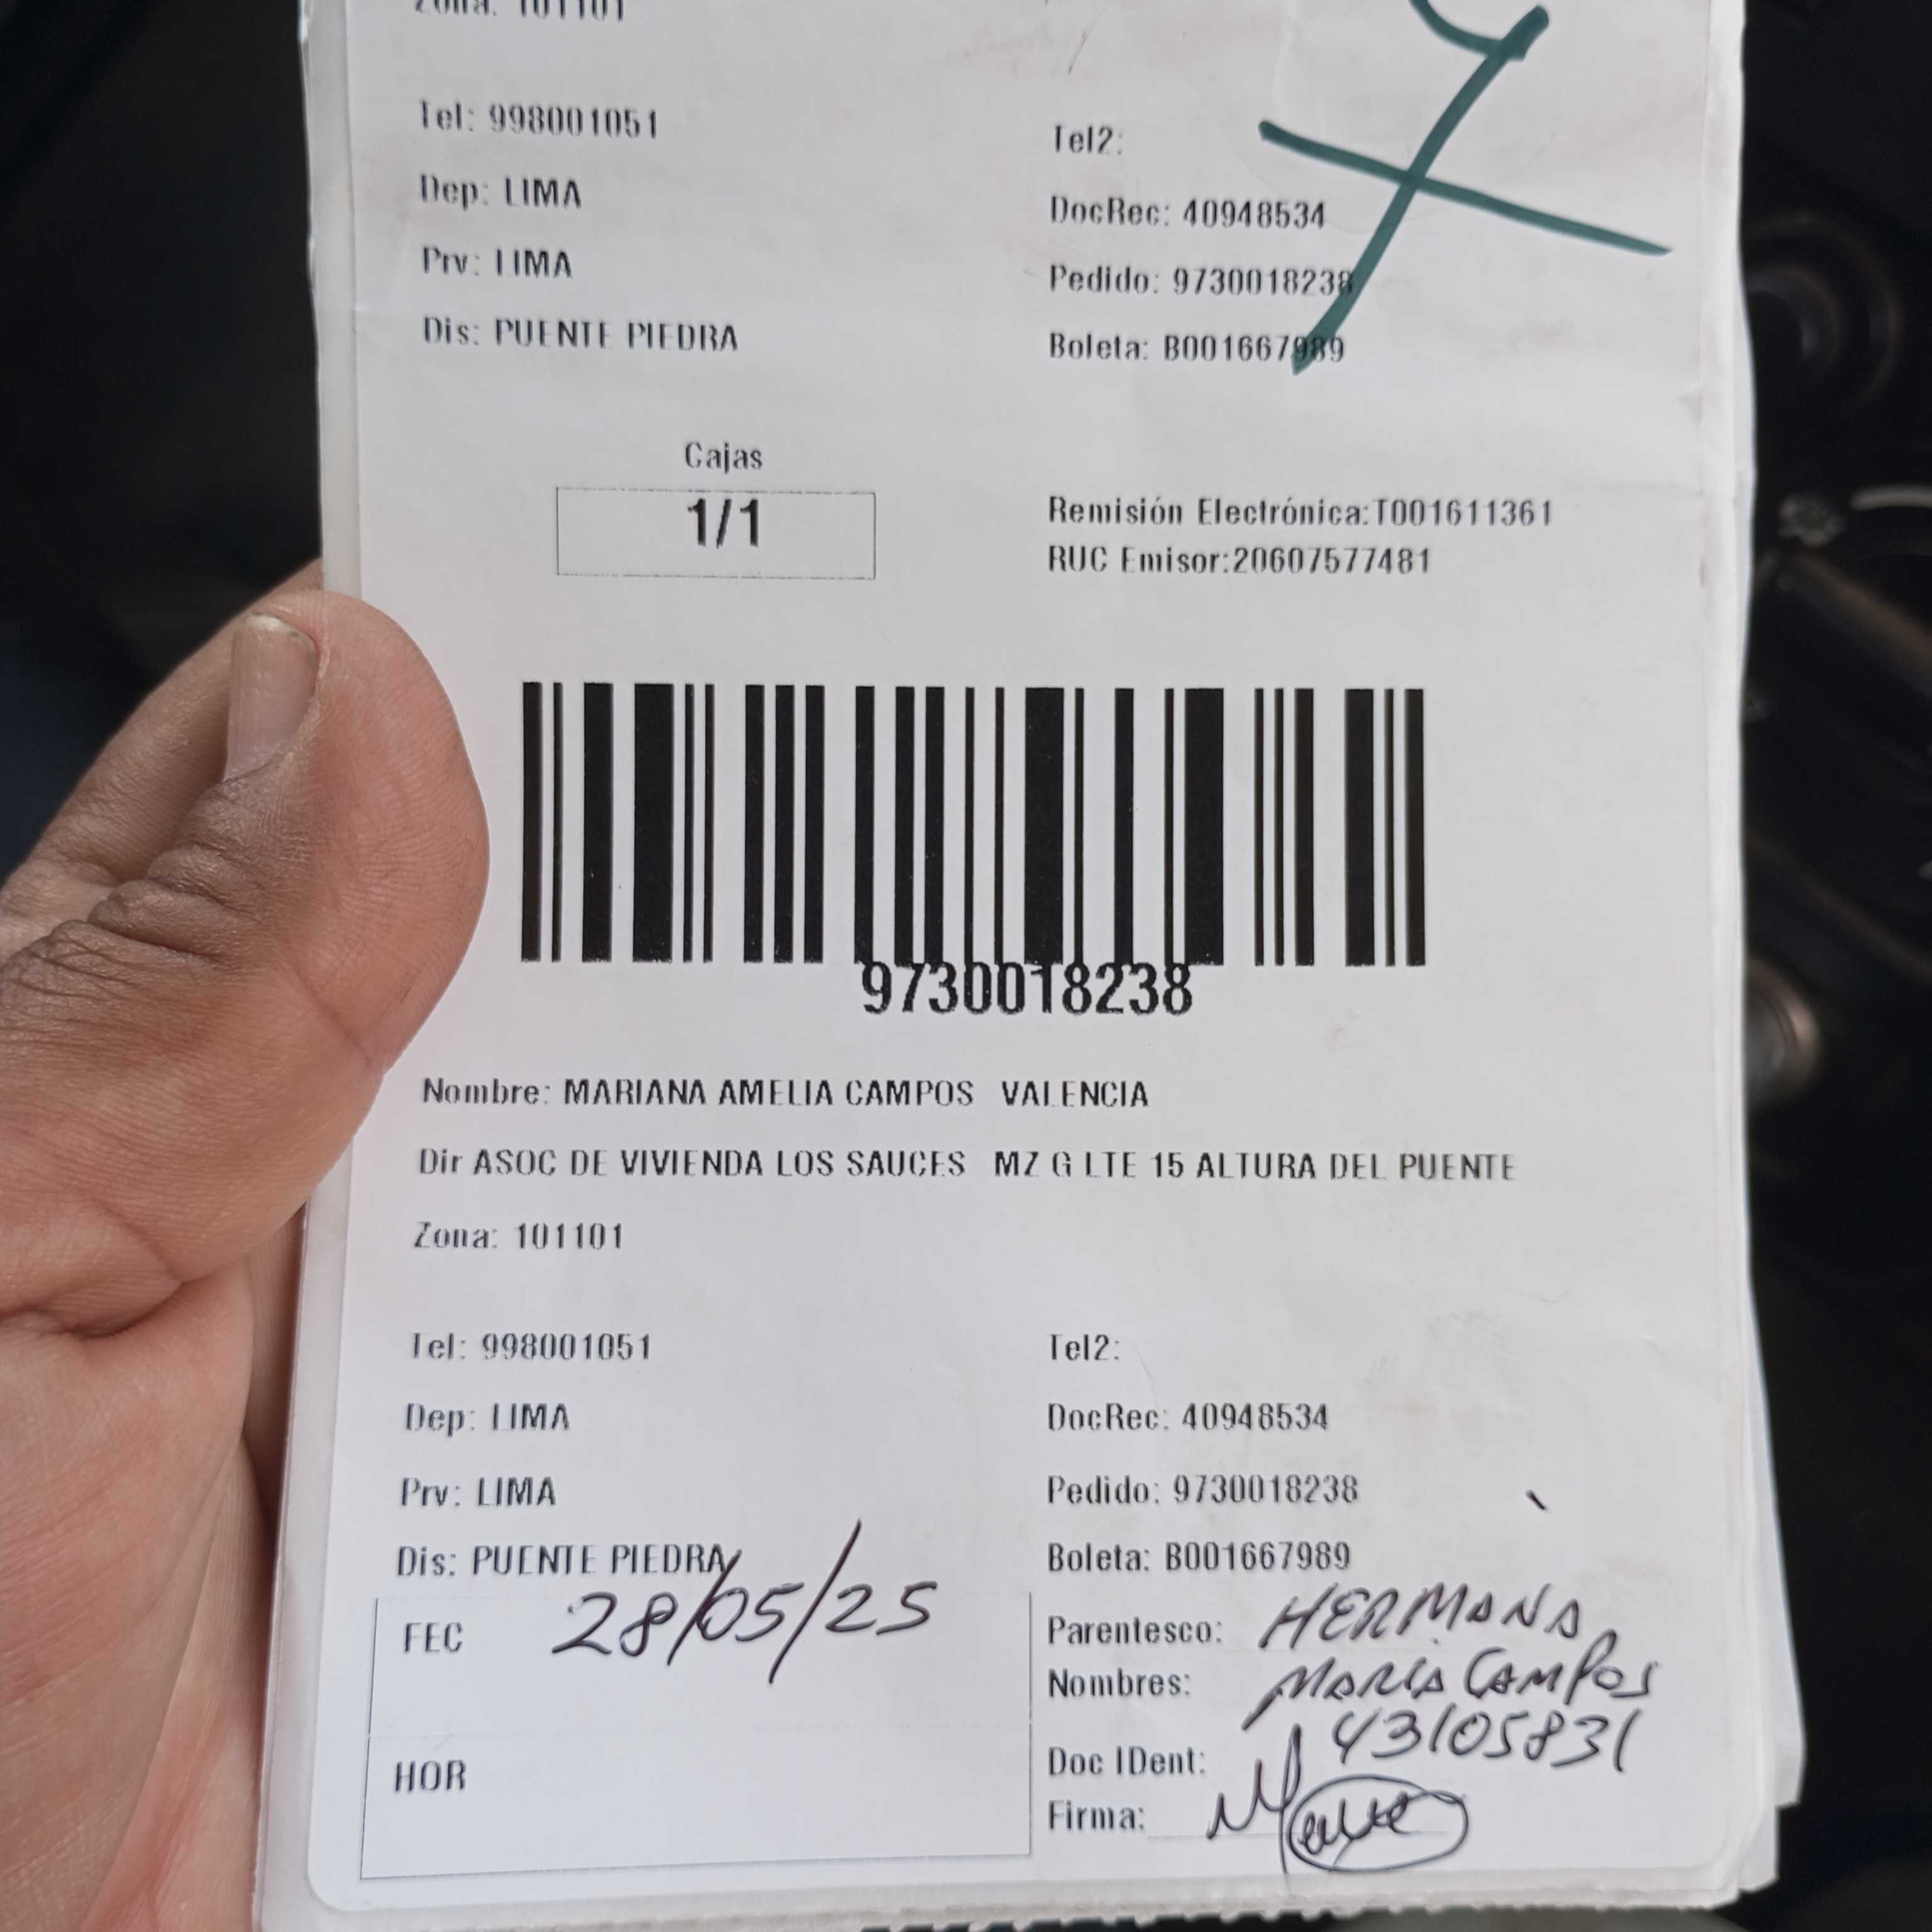 Zona: 101101
Tel: 998001051
Tel2:
Dep: LIMA
DocRec: 40948534
Prv: LIMA
Pedido: 9730018238
Dis: PUENTE PIEDRA
Boleta: B001667989
Cajas
1/1
Remisión Electrónica:T001611361
RUC Emisor:20607577481
9730018238
Nombre: MARIANA AMELIA CAMPOS VALENCIA
Dir ASOC DE VIVIENDA LOS SAUCES MZ G LTE 15 ALTURA DEL PUENTE
Zona: 101101
Tel: 998001051
Tel2:
Dep: LIMA
DocRec: 40948534
Prv: LIMA
Pedido: 9730018238
Dis: PUENTE PIEDRA
Boleta: B001667989
FEC 28/05/25
Parentesco: HERMANA
Nombres: MARIA CAMPOS
Doc IDent: 43105831
HOR
Firma: